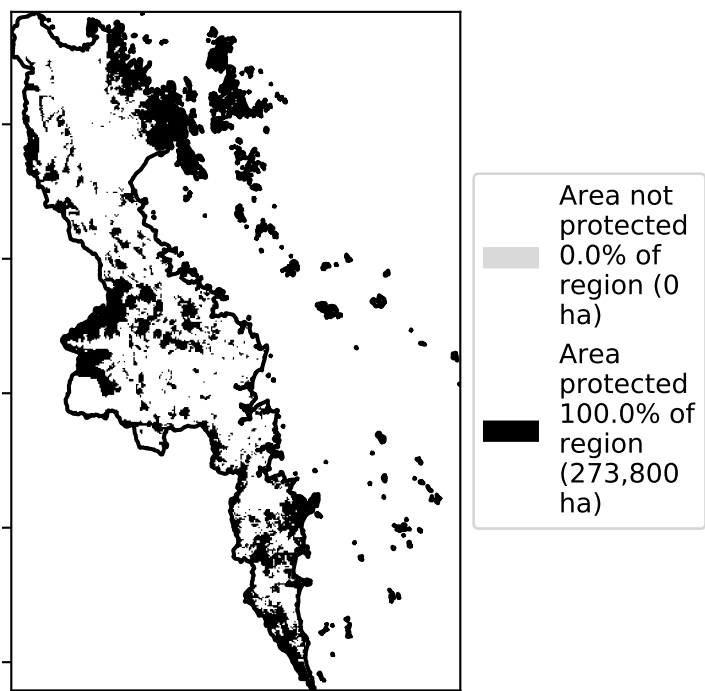 Area not
protected
0.0% of
region (0
ha)
Area
protected
100.0% of
region
(273,800
ha)